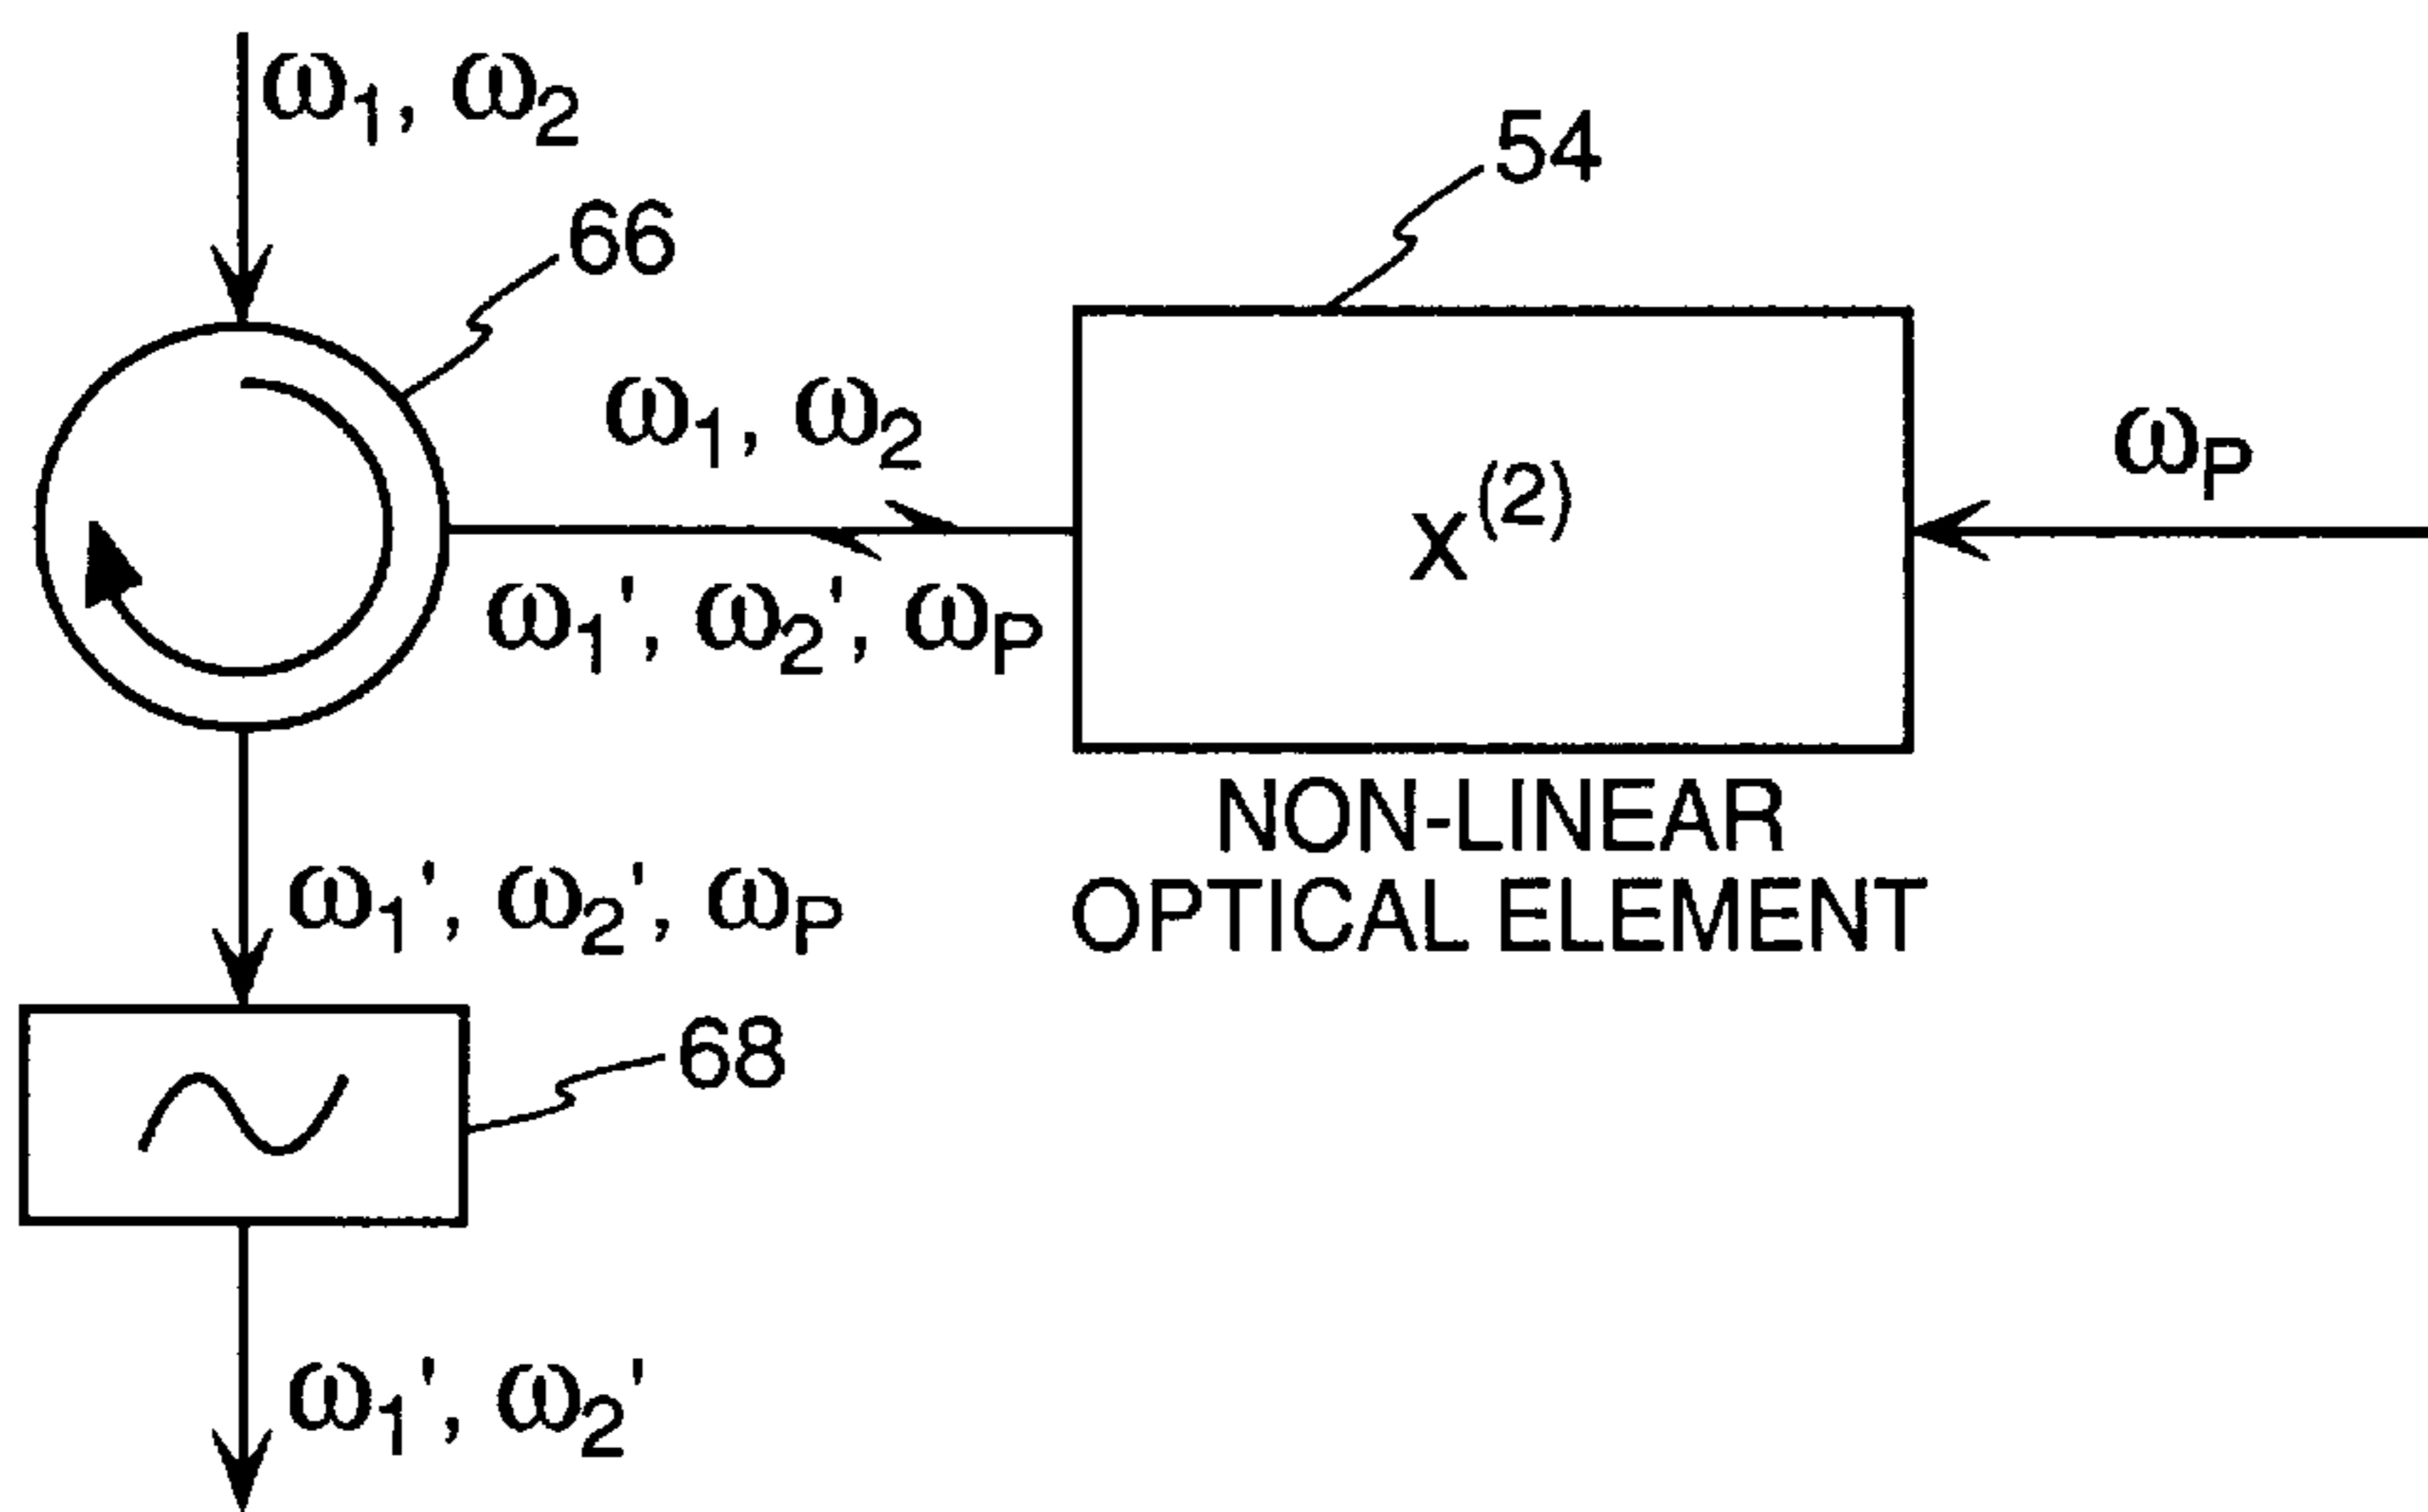 ω₁, ω₂
54
66
ω₁, ω₂
ωP
x⁽²⁾
ω₁', ω₂', ωP
NON-LINEAR
OPTICAL ELEMENT
ω₁', ω₂', ωP
68
ω₁', ω₂'